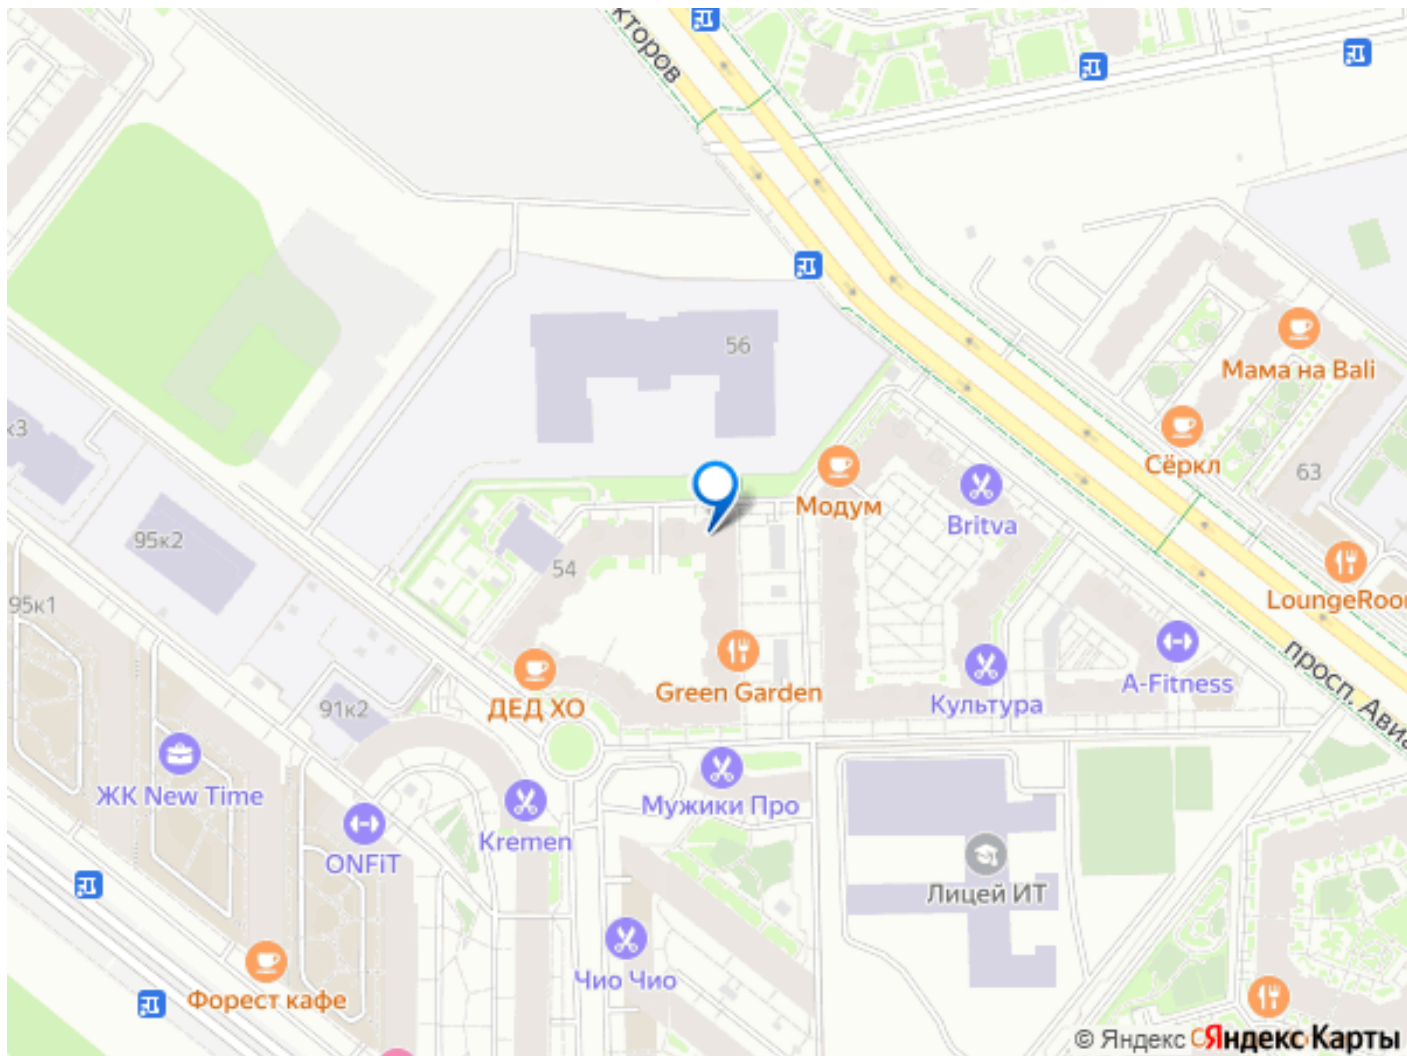 кторов
56
Мама на Bali
Сёркл
63
к3
Модум
Britva
95к2
54
95к1
LoungeRoo
просп. Авиа
A-Fitness
Green Garden
Культура
ДЕД ХО
91к2
ЖК New Time
Мужики Про
Kremen
ONFiT
Лицей ИТ
Чио Чио
Форест кафе
© Яндекс Яндекс Карты